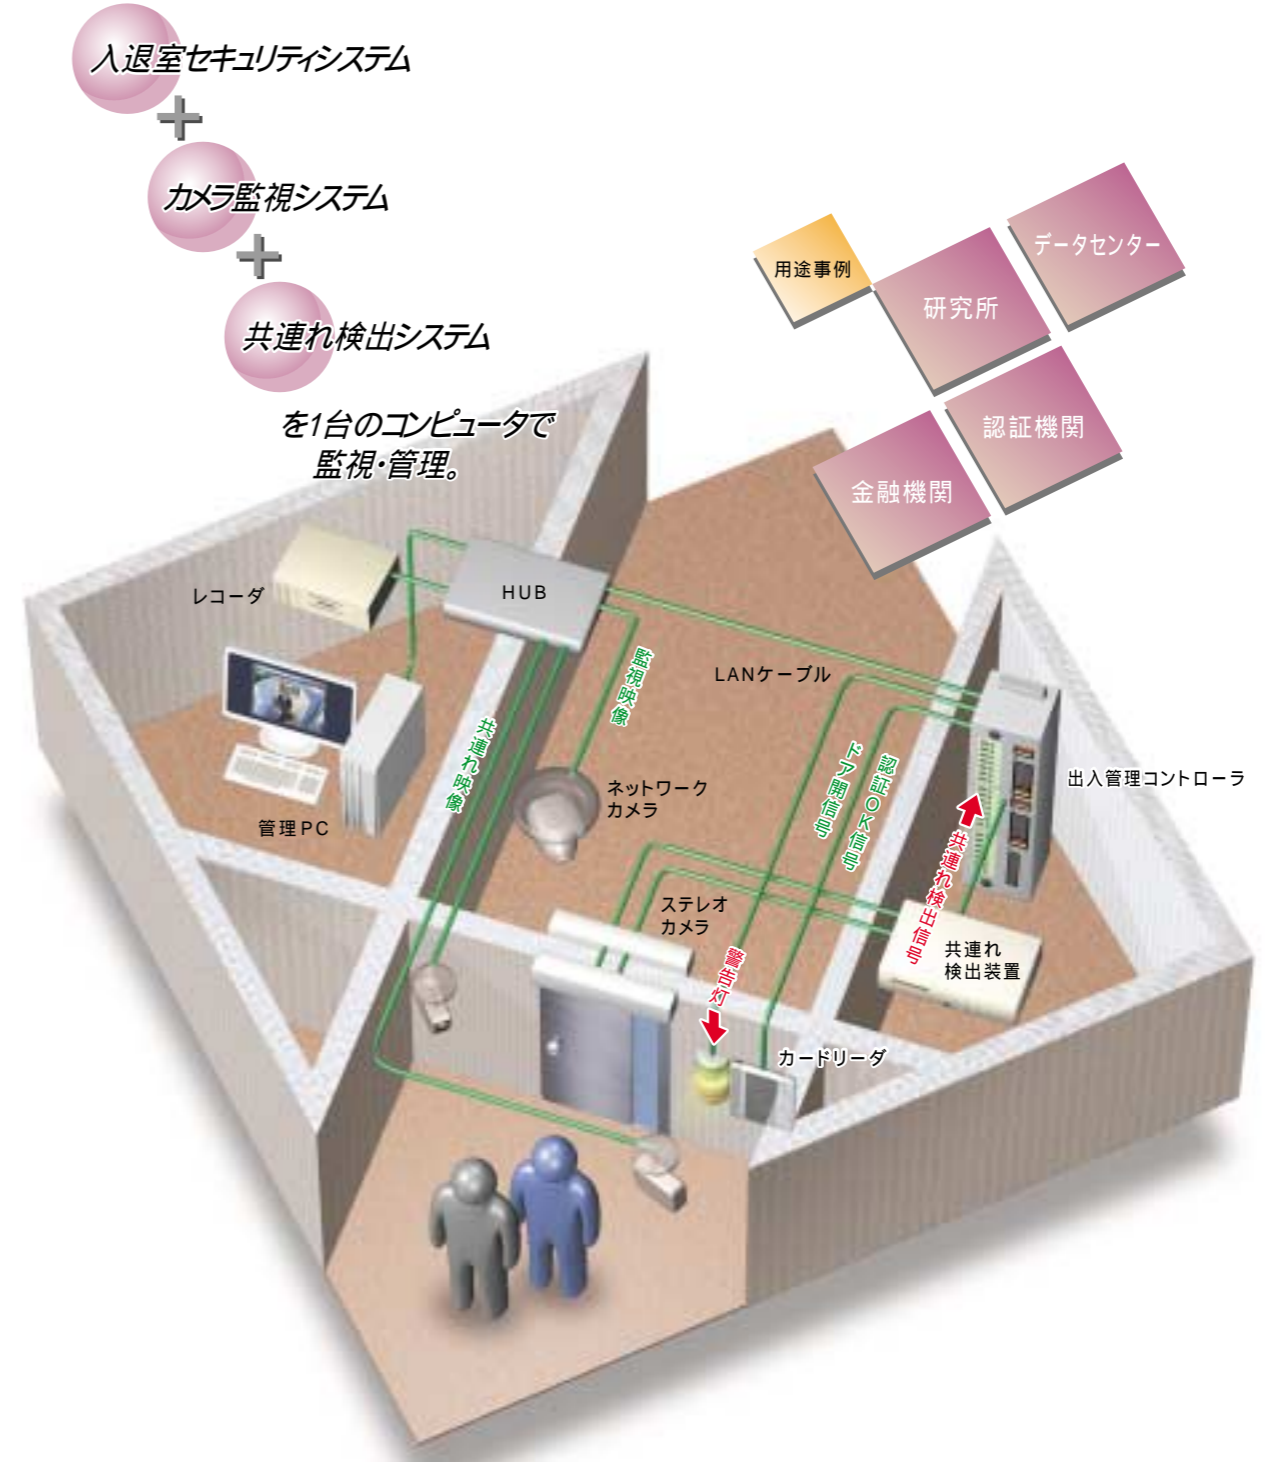 入退室セキュリティシステム
+
カメラ監視システム
+
共連れ検出システム
を1台のコンピュータで
監視・管理。
用途事例
データセンター
研究所
認証機関
金融機関
レコーダ
HUB
管理PC
共連れ映像
監視映像
ネットワーク
カメラ
LANケーブル
ドア開信号
認証OK信号
出入管理コントローラ
共連れ検出信号
ステレオ
カメラ
警告灯
共連れ
検出装置
カードリーダ